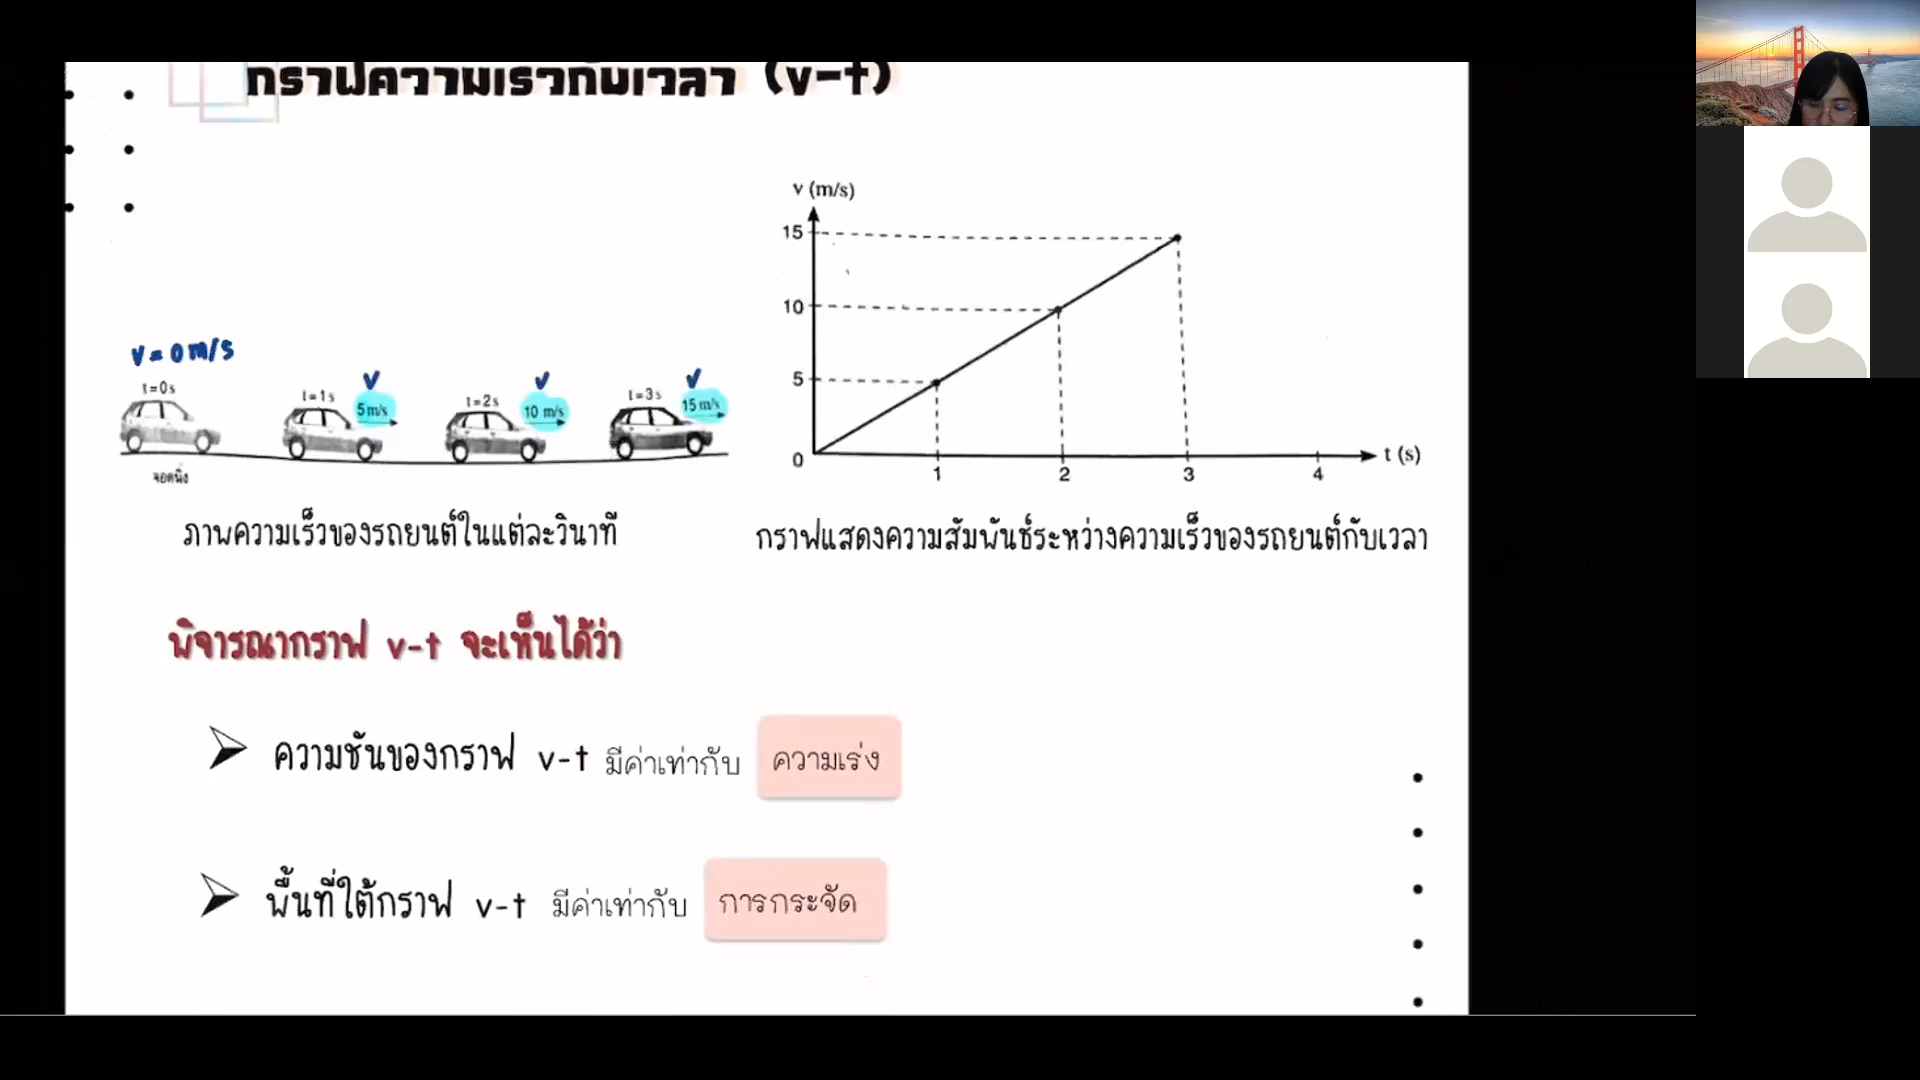 กราฟความเร็วกับเวลา (v-t)
v (m/s)
15
10
5
0
1 2 3 4
t (s)
v = 0 m/s
t=0s
t=1s
5 m/s
t=2s
10 m/s
t=3s
15 m/s
v v v
จอดนิ่ง
ภาพความเร็วของรถยนต์ในแต่ละวินาที
กราฟแสดงความสัมพันธ์ระหว่างความเร็วของรถยนต์กับเวลา
พิจารณากราฟ v-t จะเห็นได้ว่า
ความชันของกราฟ v-t มีค่าเท่ากับ ความเร่ง
พื้นที่ใต้กราฟ v-t มีค่าเท่ากับ การกระจัด